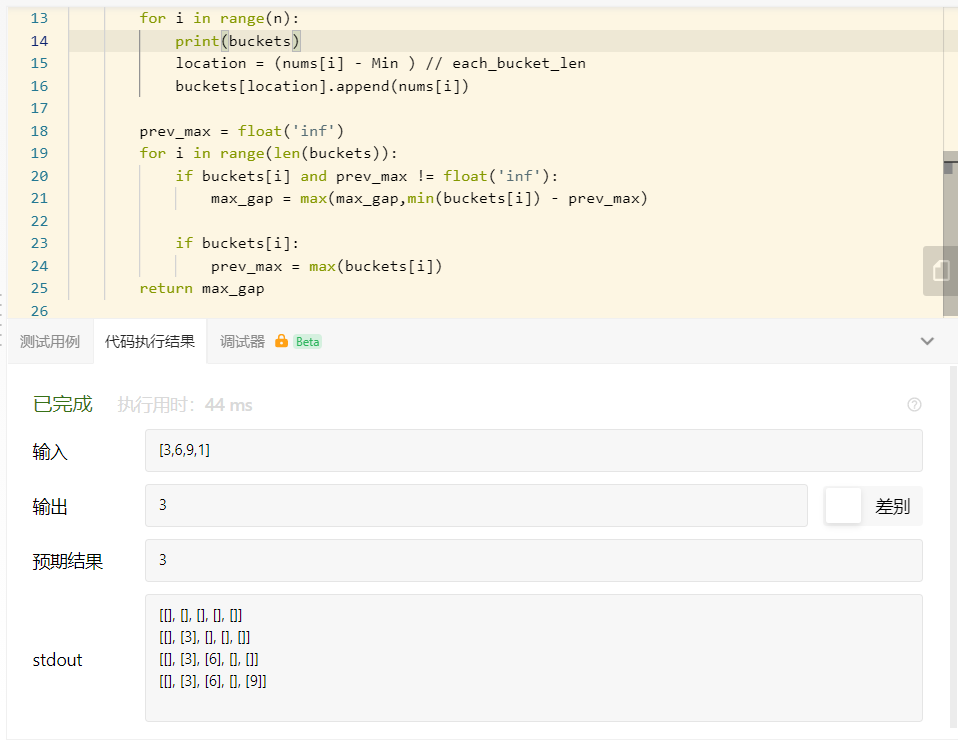 13 for i in range(n):
14 print(buckets)
15 location = (nums[i] - Min ) // each_bucket_len
16 buckets[location].append(nums[i])
17
18 prev_max = float('inf')
19 for i in range(len(buckets)):
20 if buckets[i] and prev_max != float('inf'):
21 max_gap = max(max_gap,min(buckets[i]) - prev_max)
22
23 if buckets[i]:
24 prev_max = max(buckets[i])
25 return max_gap
26
测试用例 代码执行结果 调试器 Beta
已完成 执行用时: 44 ms
输入 [3,6,9,1]
输出 3 差别
预期结果 3
stdout
[[], [], [], [], []]
[[], [3], [], [], []]
[[], [3], [6], [], []]
[[], [3], [6], [], [9]]